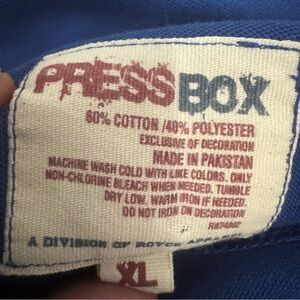 PRESS BOX
60% COTTON /40% POLYESTER
EXCLUSIVE OF DECORATION
MADE IN PAKISTAN
MACHINE WASH COLD WITH LIKE COLORS. ONLY
NON-CHLORINE BLEACH WHEN NEEDED. TUMBLE
DRY LOW. WARM IRON IF NEEDED.
DO NOT IRON ON DECORATION
A DIVISION OF ROYCE
XL